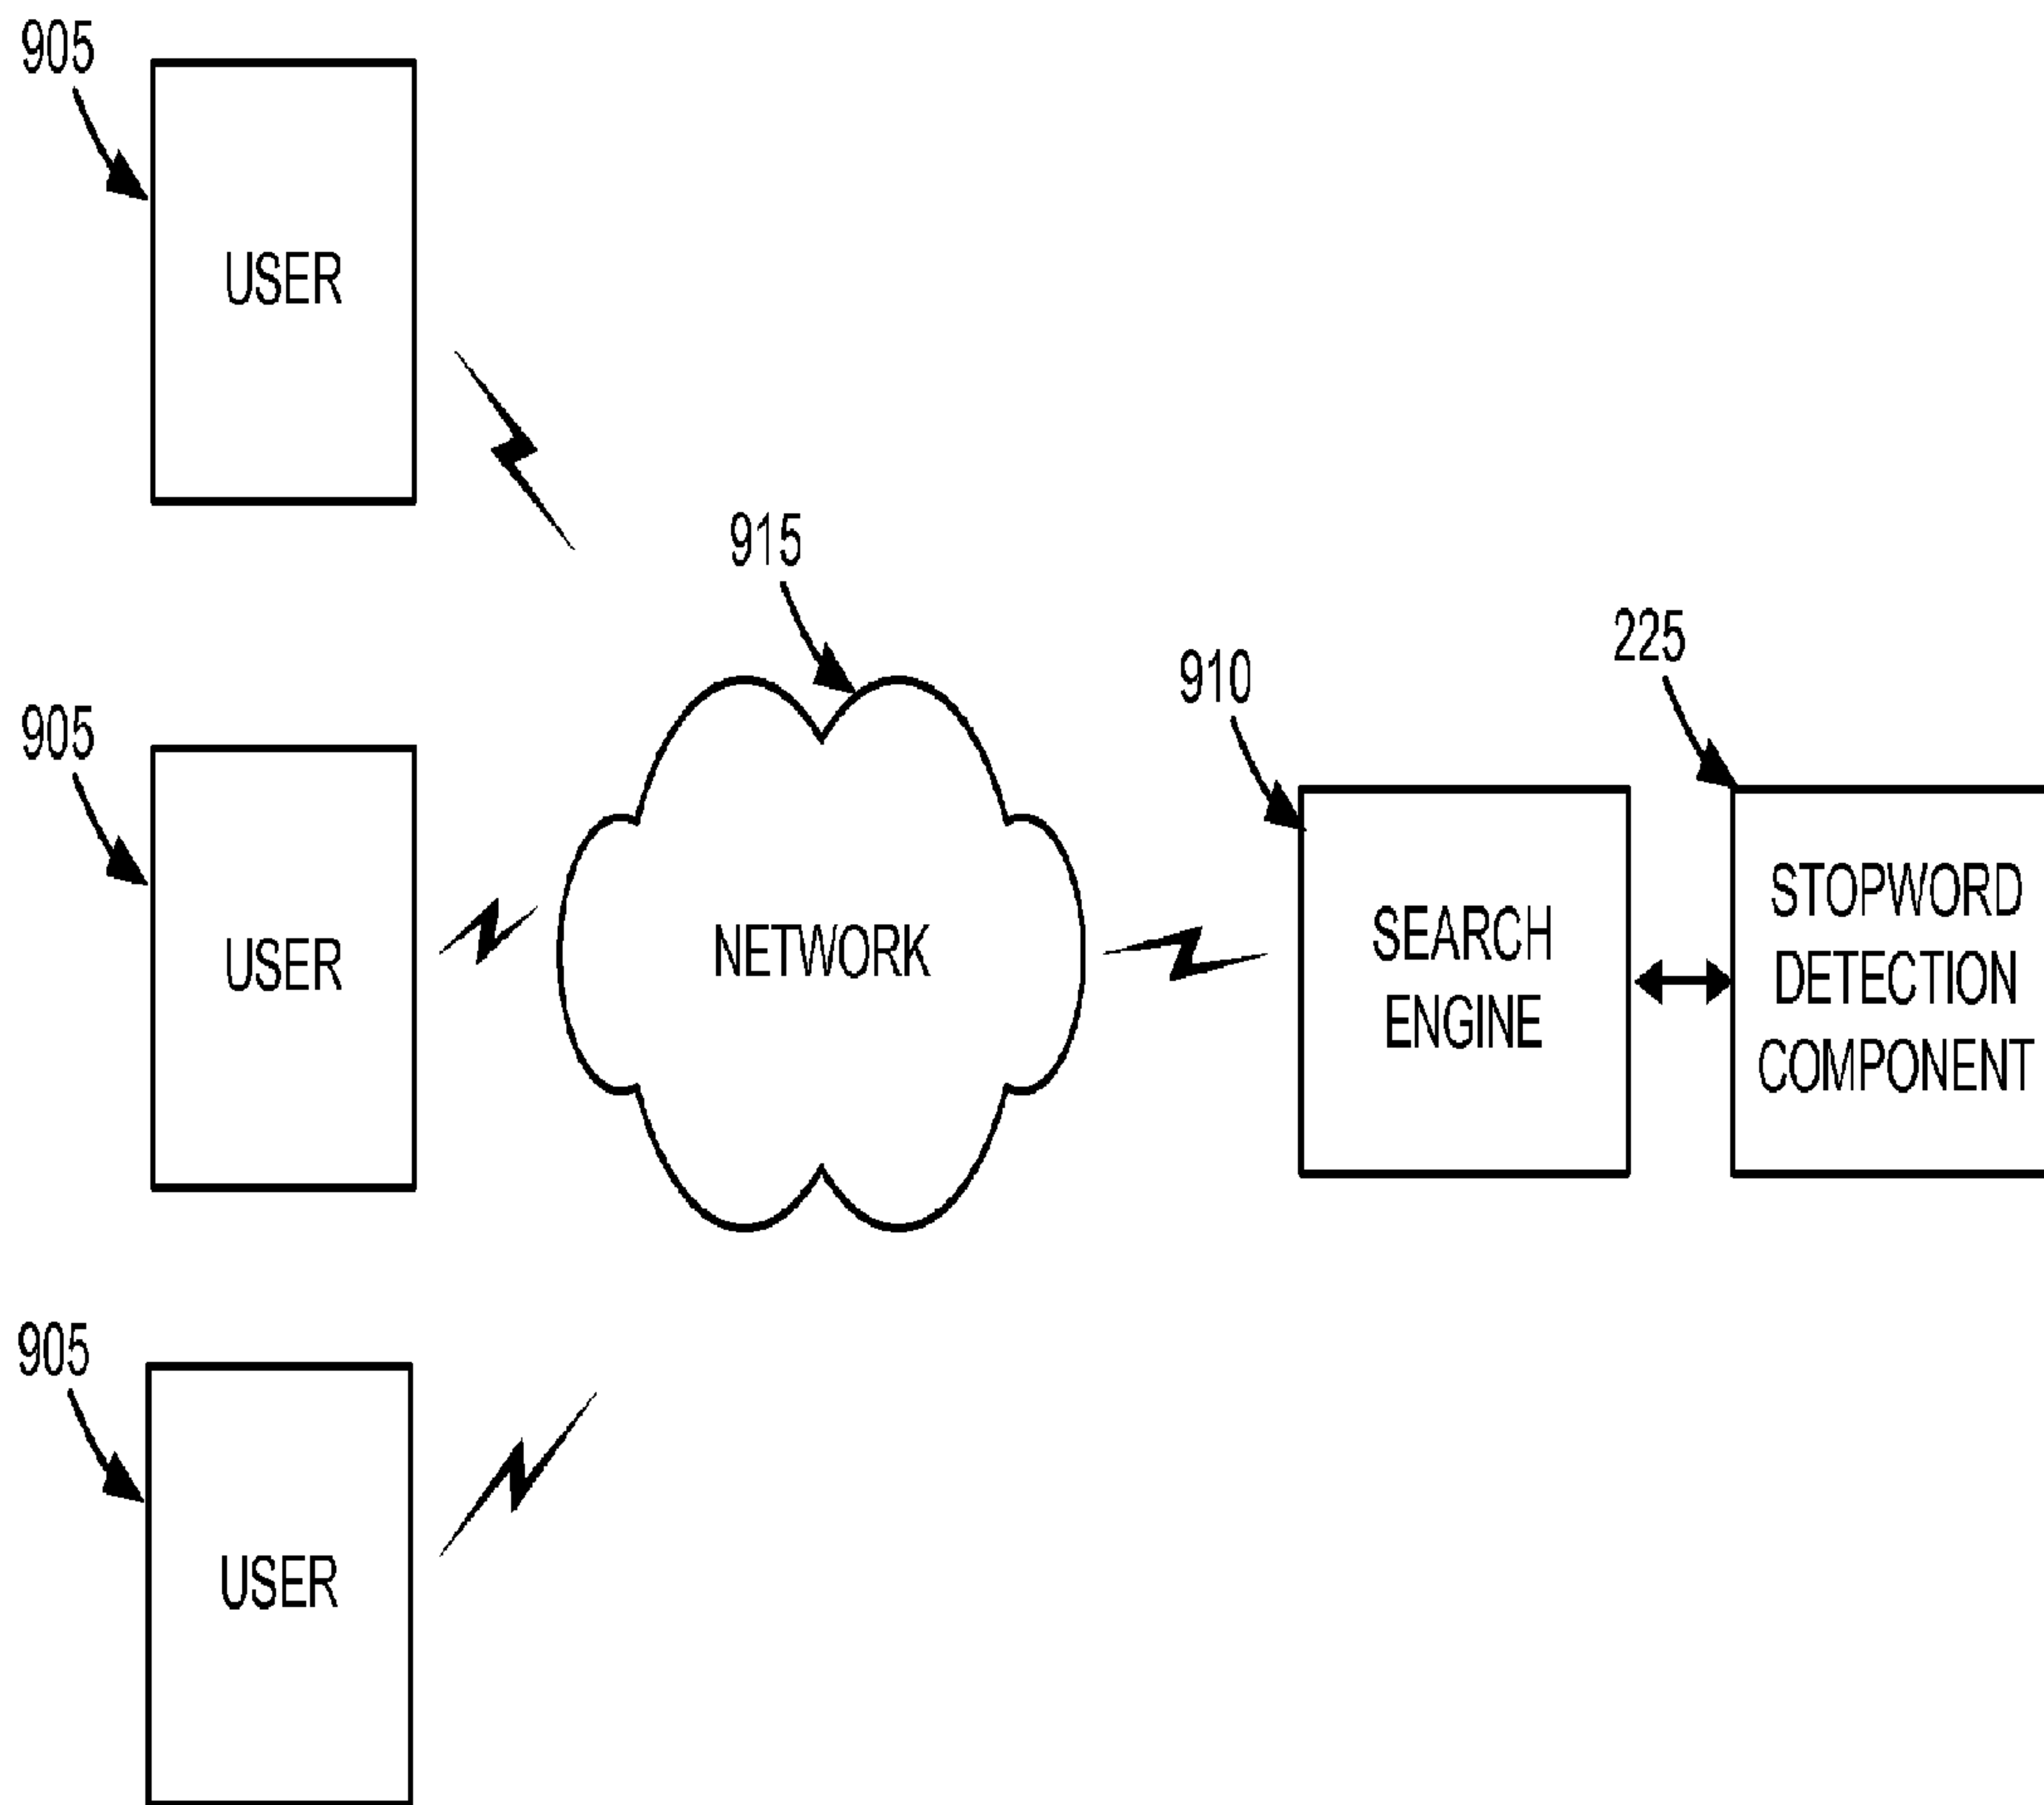 905
USER
915
910
225
905
USER
NETWORK
SEARCH
ENGINE
STOPWORD
DETECTION
COMPONENT
905
USER